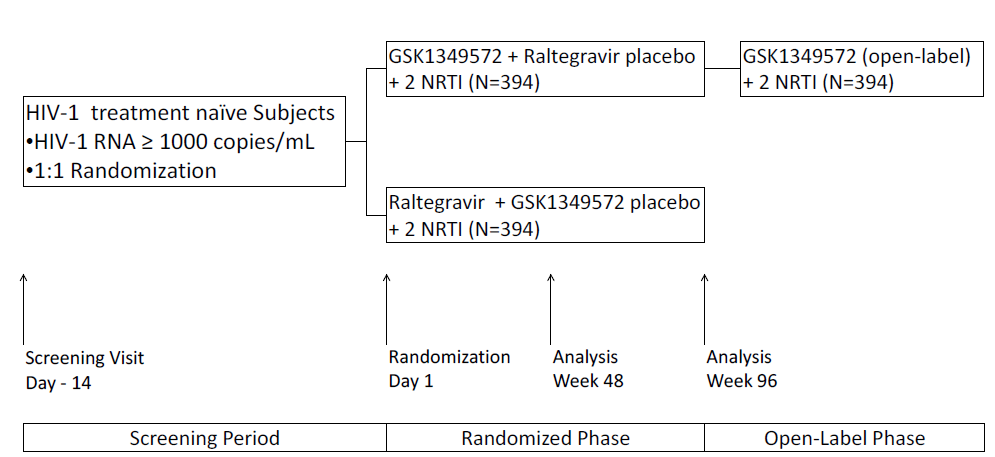 HIV-1 treatment naïve Subjects
•HIV-1 RNA ≥ 1000 copies/mL
•1:1 Randomization
GSK1349572 + Raltegravir placebo
+ 2 NRTI (N=394)
GSK1349572 (open-label)
+ 2 NRTI (N=394)
Raltegravir + GSK1349572 placebo
+ 2 NRTI (N=394)
Screening Visit
Day - 14
Randomization
Day 1
Analysis
Week 48
Analysis
Week 96
Screening Period
Randomized Phase
Open-Label Phase